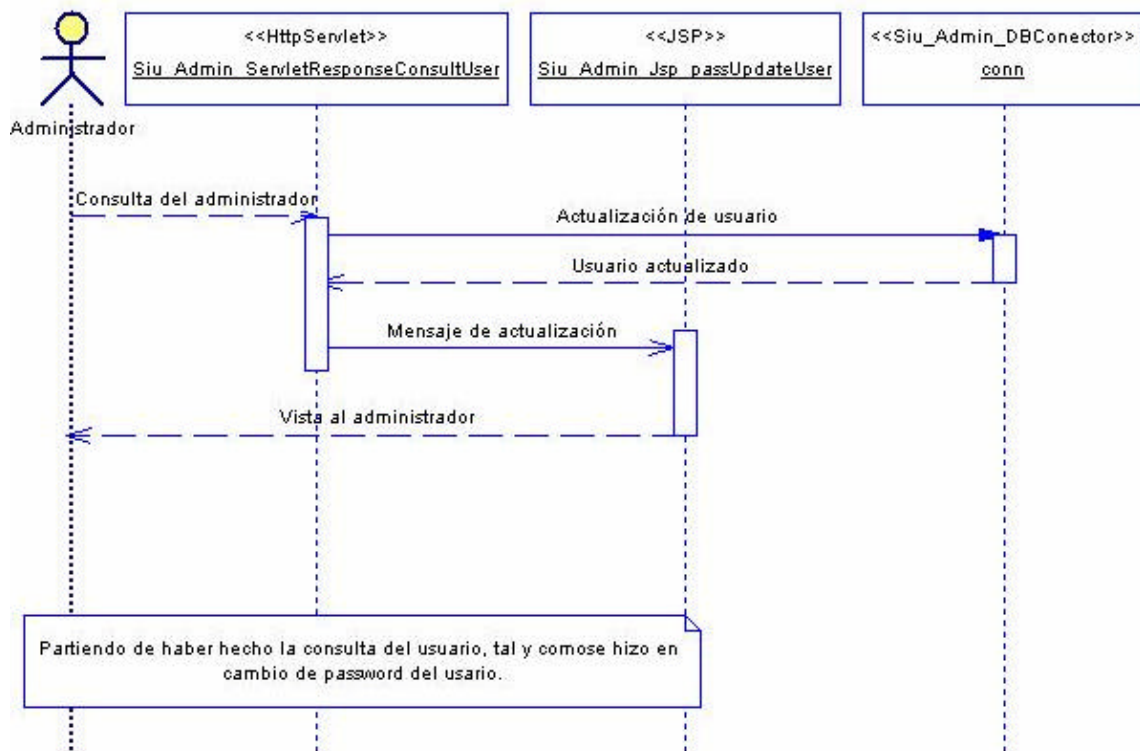 <<HttpServlet>>
Siu_Admin_ServletResponseConsultUser
<<JSP>>
Siu_Admin_Jsp_passUpdateUser
<<Siu_Admin_DBConector>>
conn
Administrador
Consulta del administrador
Actualización de usuario
Usuario actualizado
Mensaje de actualización
Vista al administrador
Partiendo de haber hecho la consulta del usuario, tal y comose hizo en
cambio de password del usario.